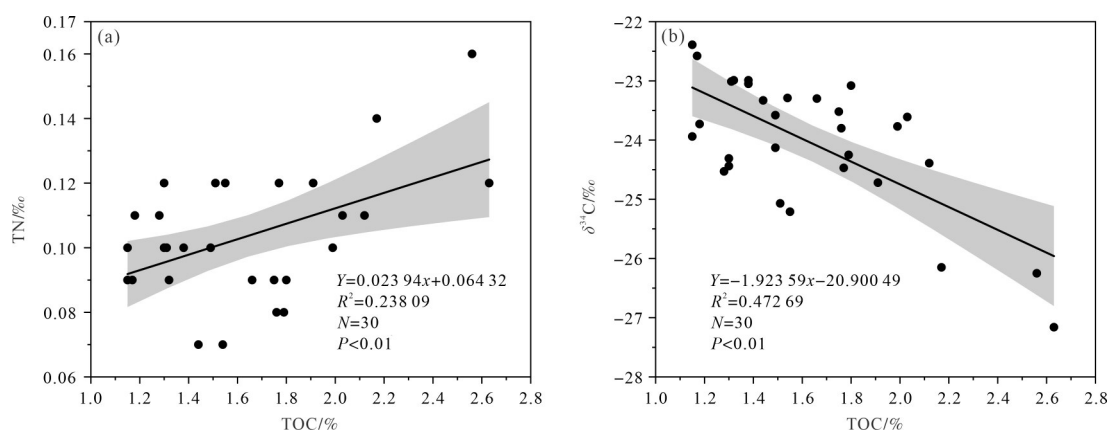 (a)
0.17
0.16
0.14
0.12
0.10
0.08
0.06
TN/‰
1.0 1.2 1.4 1.6 1.8 2.0 2.2 2.4 2.6 2.8
TOC/%
Y=0.023 94x+0.064 32
R²=0.238 09
N=30
P<0.01
(b)
−22
−23
−24
−25
−26
−27
−28
δ³⁴C/‰
1.0 1.2 1.4 1.6 1.8 2.0 2.2 2.4 2.6 2.8
TOC/%
Y=−1.923 59x−20.900 49
R²=0.472 69
N=30
P<0.01